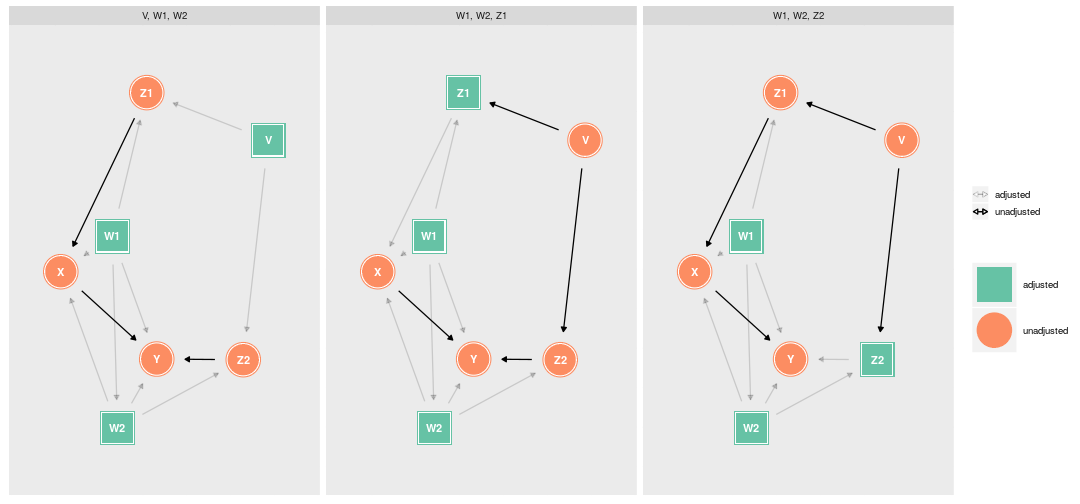 V, W1, W2
W1, W2, Z1
W1, W2, Z2
Z1
V
W1
X
Y
Z2
W2
Z1
V
W1
X
Y
Z2
W2
Z1
V
W1
X
Y
Z2
W2
adjusted
unadjusted
adjusted
unadjusted